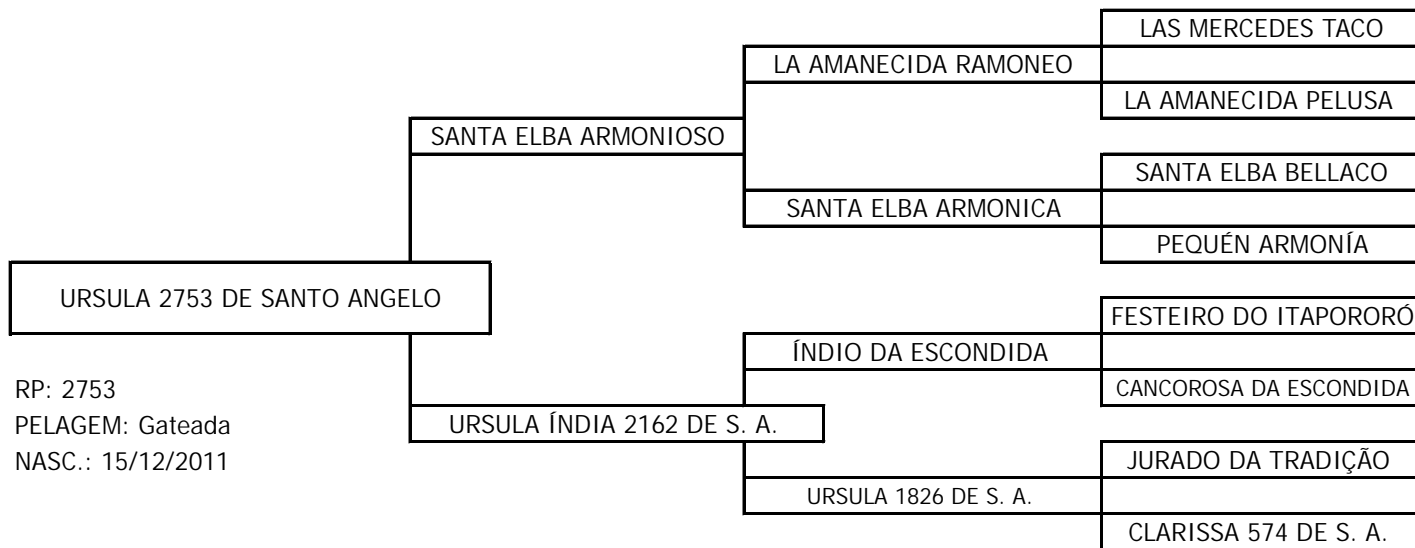 LAS MERCEDES TACO
LA AMANECIDA RAMONEO
LA AMANECIDA PELUSA
SANTA ELBA ARMONIOSO
SANTA ELBA BELLACO
SANTA ELBA ARMONICA
PEQUÉN ARMONÍA
URSULA 2753 DE SANTO ANGELO
FESTEIRO DO ITAPORORÓ
ÍNDIO DA ESCONDIDA
CANCOROSA DA ESCONDIDA
RP: 2753
PELAGEM: Gateada
NASC.: 15/12/2011
URSULA ÍNDIA 2162 DE S. A.
JURADO DA TRADIÇÃO
URSULA 1826 DE S. A.
CLARISSA 574 DE S. A.